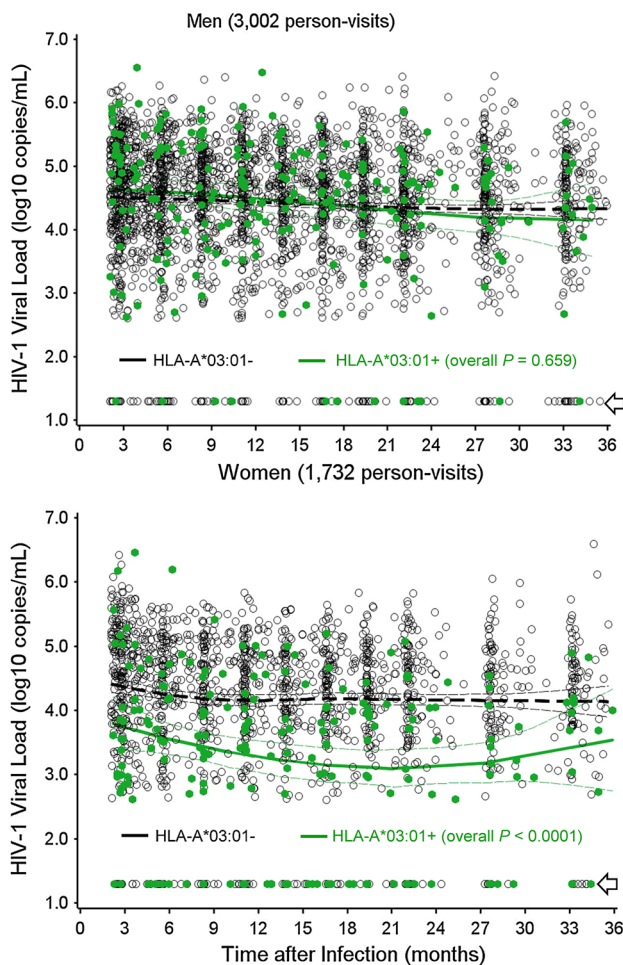 Men (3,002 person-visits)
HIV-1 Viral Load (log10 copies/mL)
7.0
6.0
5.0
4.0
3.0
2.0
1.0
HLA-A*03:01-
HLA-A*03:01+ (overall P = 0.659)
3 6 9 12 15 18 21 24 27 30 33 36
Women (1,732 person-visits)
HIV-1 Viral Load (log10 copies/mL)
7.0
6.0
5.0
4.0
3.0
2.0
1.0
HLA-A*03:01-
HLA-A*03:01+ (overall P < 0.0001)
3 6 9 12 15 18 21 24 27 30 33 36
Time after Infection (months)